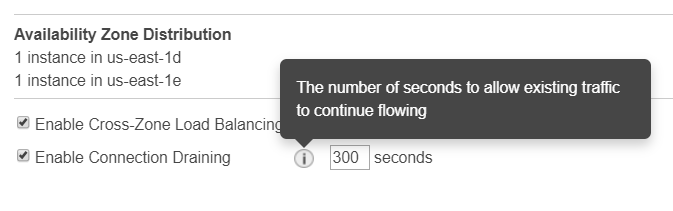 Availability Zone Distribution
1 instance in us-east-1d
1 instance in us-east-1e
The number of seconds to allow existing traffic
to continue flowing
Enable Cross-Zone Load Balancing
Enable Connection Draining i 300 seconds